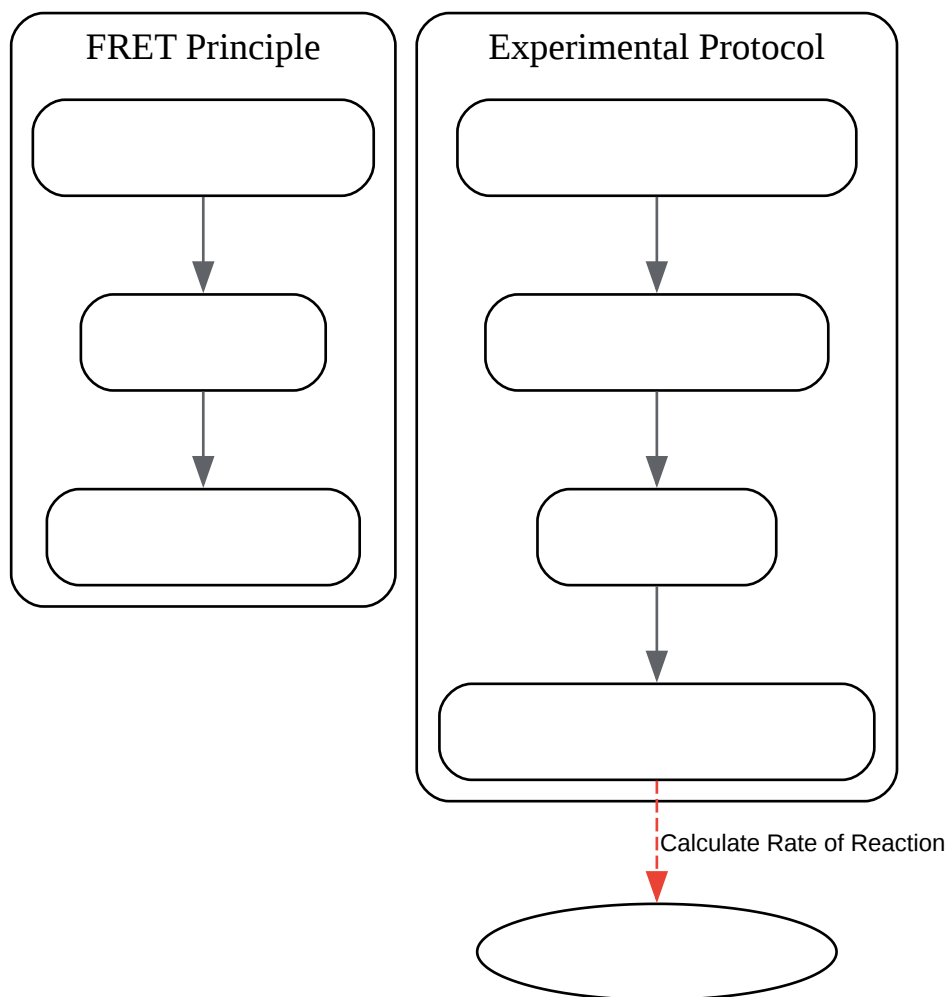 FRET Principle
Experimental Protocol
Calculate Rate of Reaction